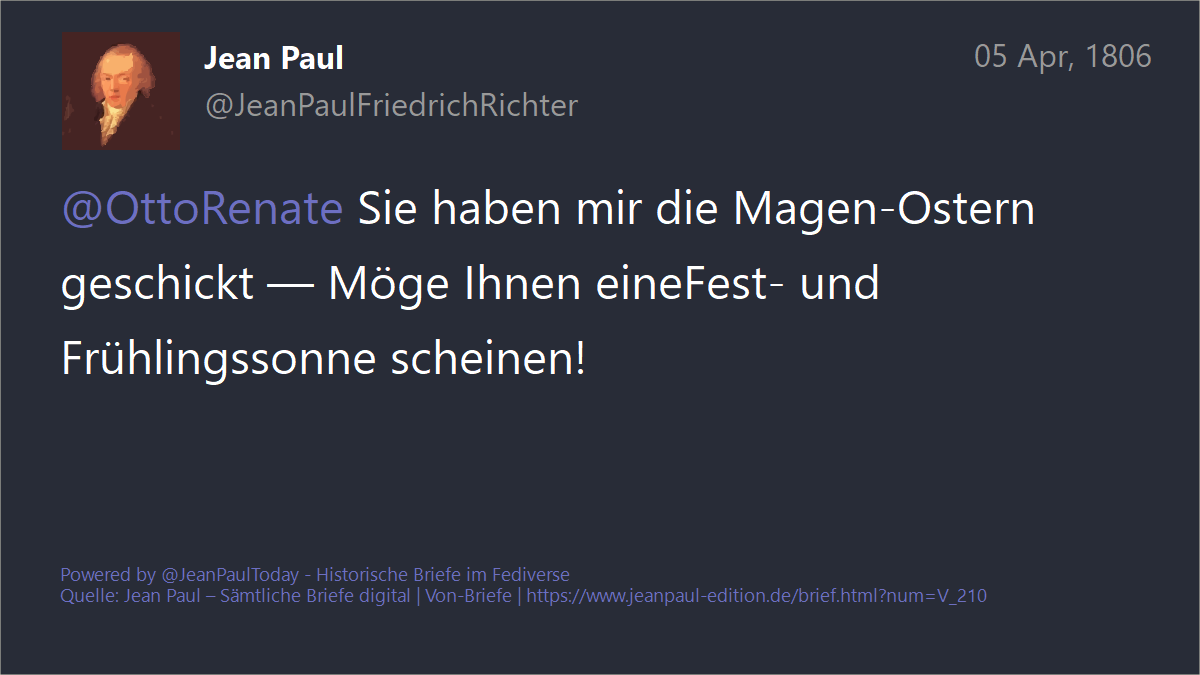 Jean Paul
05 Apr, 1806
@JeanPaulFriedrichRichter
@OttoRenate Sie haben mir die Magen-Ostern
geschickt — Möge Ihnen eineFest- und
Frühlingssonne scheinen!
Powered by @JeanPaulToday - Historische Briefe im Fediverse
Quelle: Jean Paul – Sämtliche Briefe digital | Von-Briefe | https://www.jeanpaul-edition.de/brief.html?num=V_210